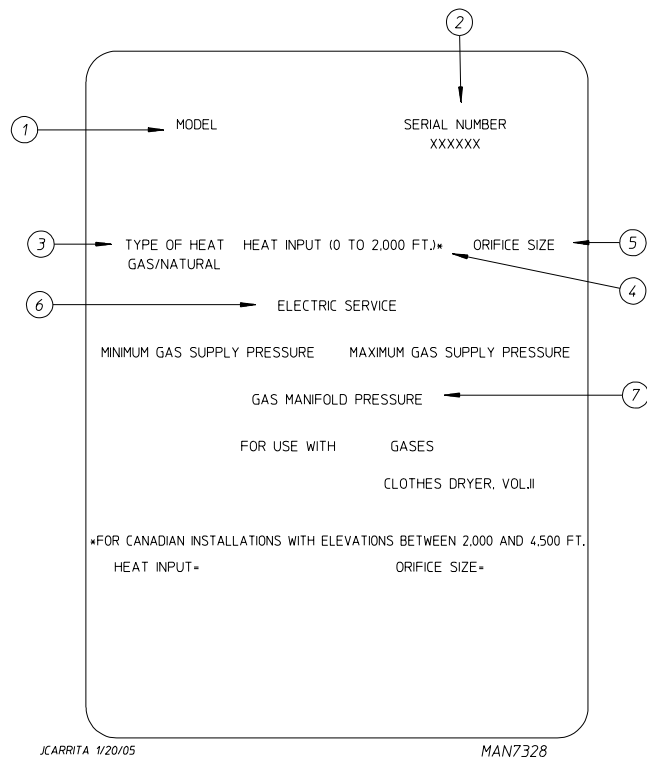 2
1
MODEL
SERIAL NUMBER
XXXXXX
3
TYPE OF HEAT
GAS/NATURAL
HEAT INPUT (0 TO 2,000 FT.)*
ORIFICE SIZE
5
4
6
ELECTRIC SERVICE
MINIMUM GAS SUPPLY PRESSURE
MAXIMUM GAS SUPPLY PRESSURE
GAS MANIFOLD PRESSURE
7
FOR USE WITH GASES
CLOTHES DRYER, VOL.II
*FOR CANADIAN INSTALLATIONS WITH ELEVATIONS BETWEEN 2,000 AND 4,500 FT.
HEAT INPUT= ORIFICE SIZE=
JCARRITA 1/20/05
MAN7328